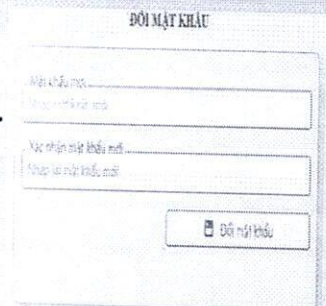 ĐỔI MẬT KHẨU
Mật khẩu mới
Nhập mật khẩu mới
Xác nhận mật khẩu mới
Nhập lại mật khẩu mới
Đổi mật khẩu